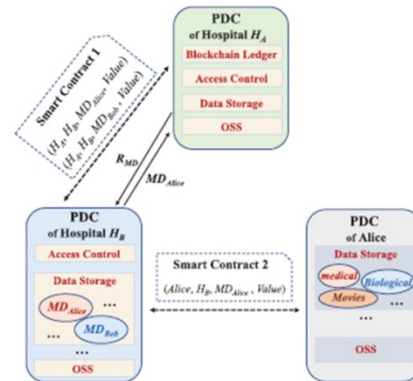 PDC
of Hospital H_A
Blockchain Ledger
Access Control
Data Storage
OSS
Smart Contract 1
(H_A, H_B, MD_Alice, Value)
(H_A, H_B, MD_Bob, Value)
R_MD
MD_Alice
PDC
of Hospital H_B
Access Control
Data Storage
MD_Alice
...
MD_Bob
...
...
OSS
Smart Contract 2
(Alice, H_B, MD_Alice, Value)
PDC
of Alice
Data Storage
medical
Biological
Movies
...
...
OSS